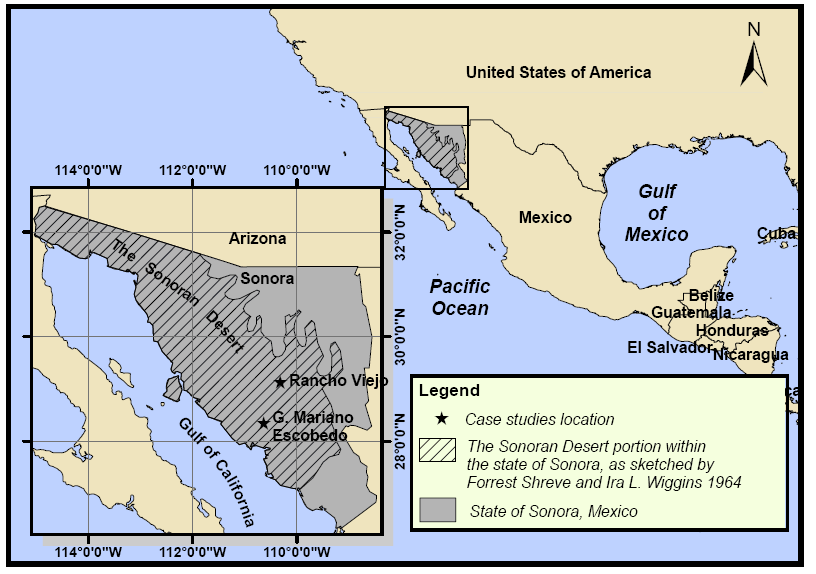 N
United States of America
114°0'0"W 112°0'0"W 110°0'0"W
Gulf
of
Mexico
Mexico
Cuba
32°0'0"N
Arizona
Sonora
The Sonoran Desert
Pacific
Ocean
Belize
Guatemala
Honduras
El Salvador
Nicaragua
30°0'0"N
Rancho Viejo
G. Mariano
Escobedo
28°0'0"N
Gulf of California
114°0'0"W 112°0'0"W 110°0'0"W
Legend
Case studies location
The Sonoran Desert portion within
the state of Sonora, as sketched by
Forrest Shreve and Ira L. Wiggins 1964
State of Sonora, Mexico